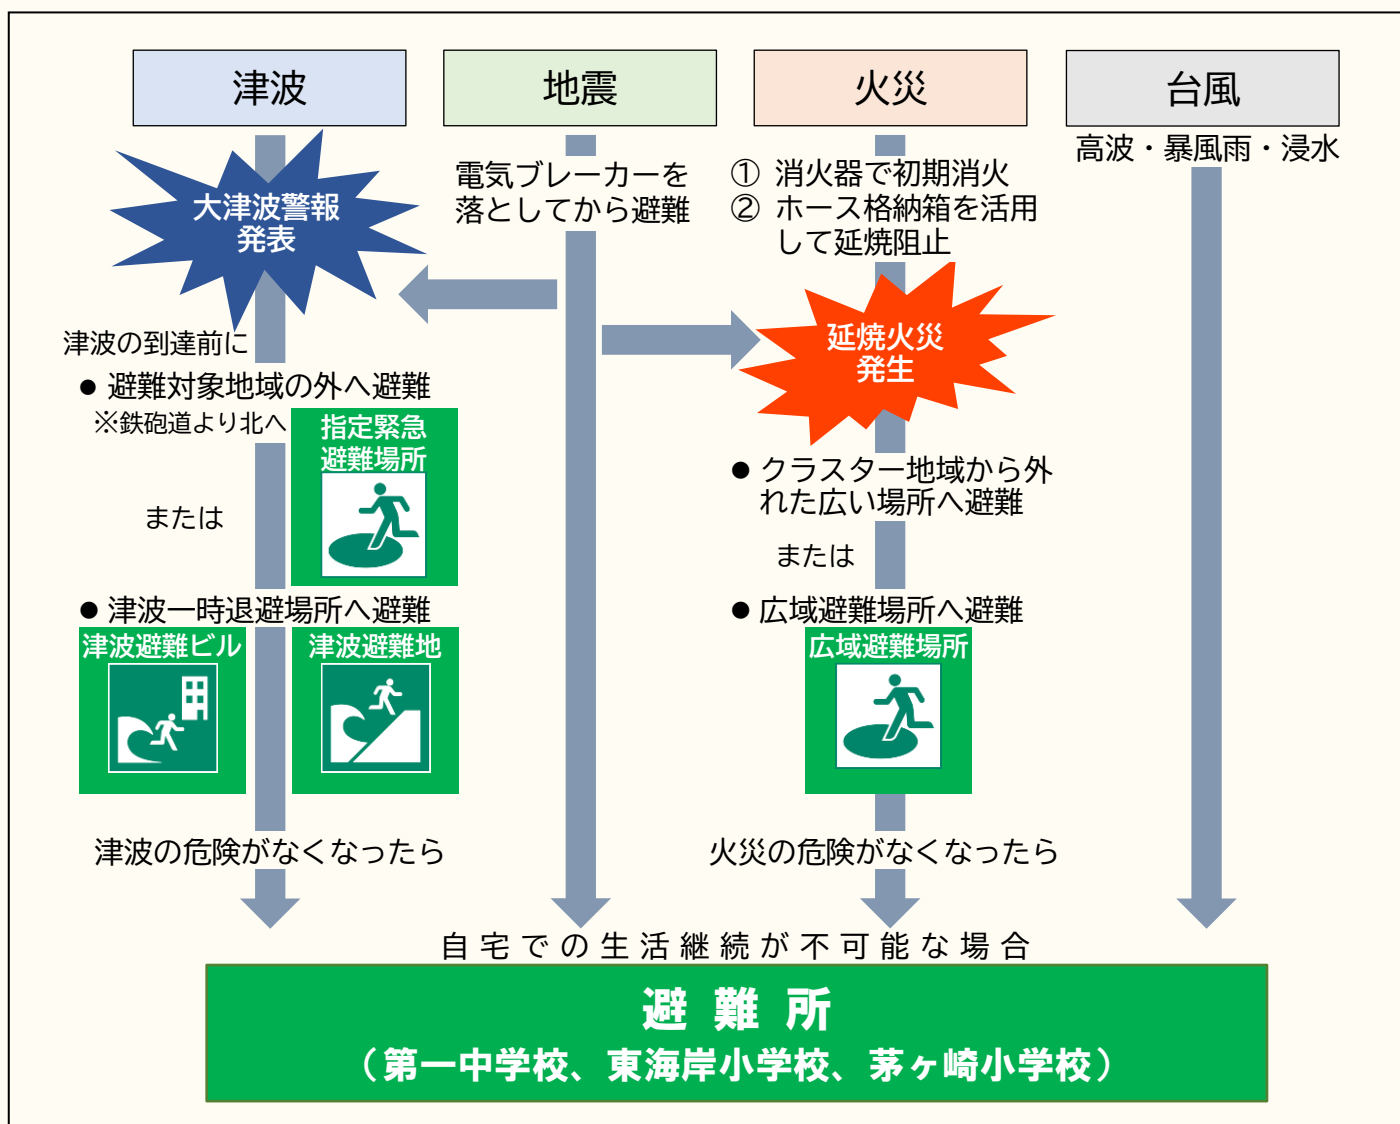 津波
地震
火災
台風
高波・暴風雨・浸水
大津波警報
発表
電気ブレーカーを
落としてから避難
① 消火器で初期消火
② ホース格納箱を活用
して延焼阻止
延焼火災
発生
津波の到達前に
● 避難対象地域の外へ避難
※鉄砲道より北へ
指定緊急
避難場所
または
● 津波一時退避場所へ避難
津波避難ビル
津波避難地
● クラスター地域から外
れた広い場所へ避難
または
● 広域避難場所へ避難
広域避難場所
津波の危険がなくなったら
火災の危険がなくなったら
自宅での生活継続が不可能な場合
避難所
（第一中学校、東海岸小学校、茅ヶ崎小学校）